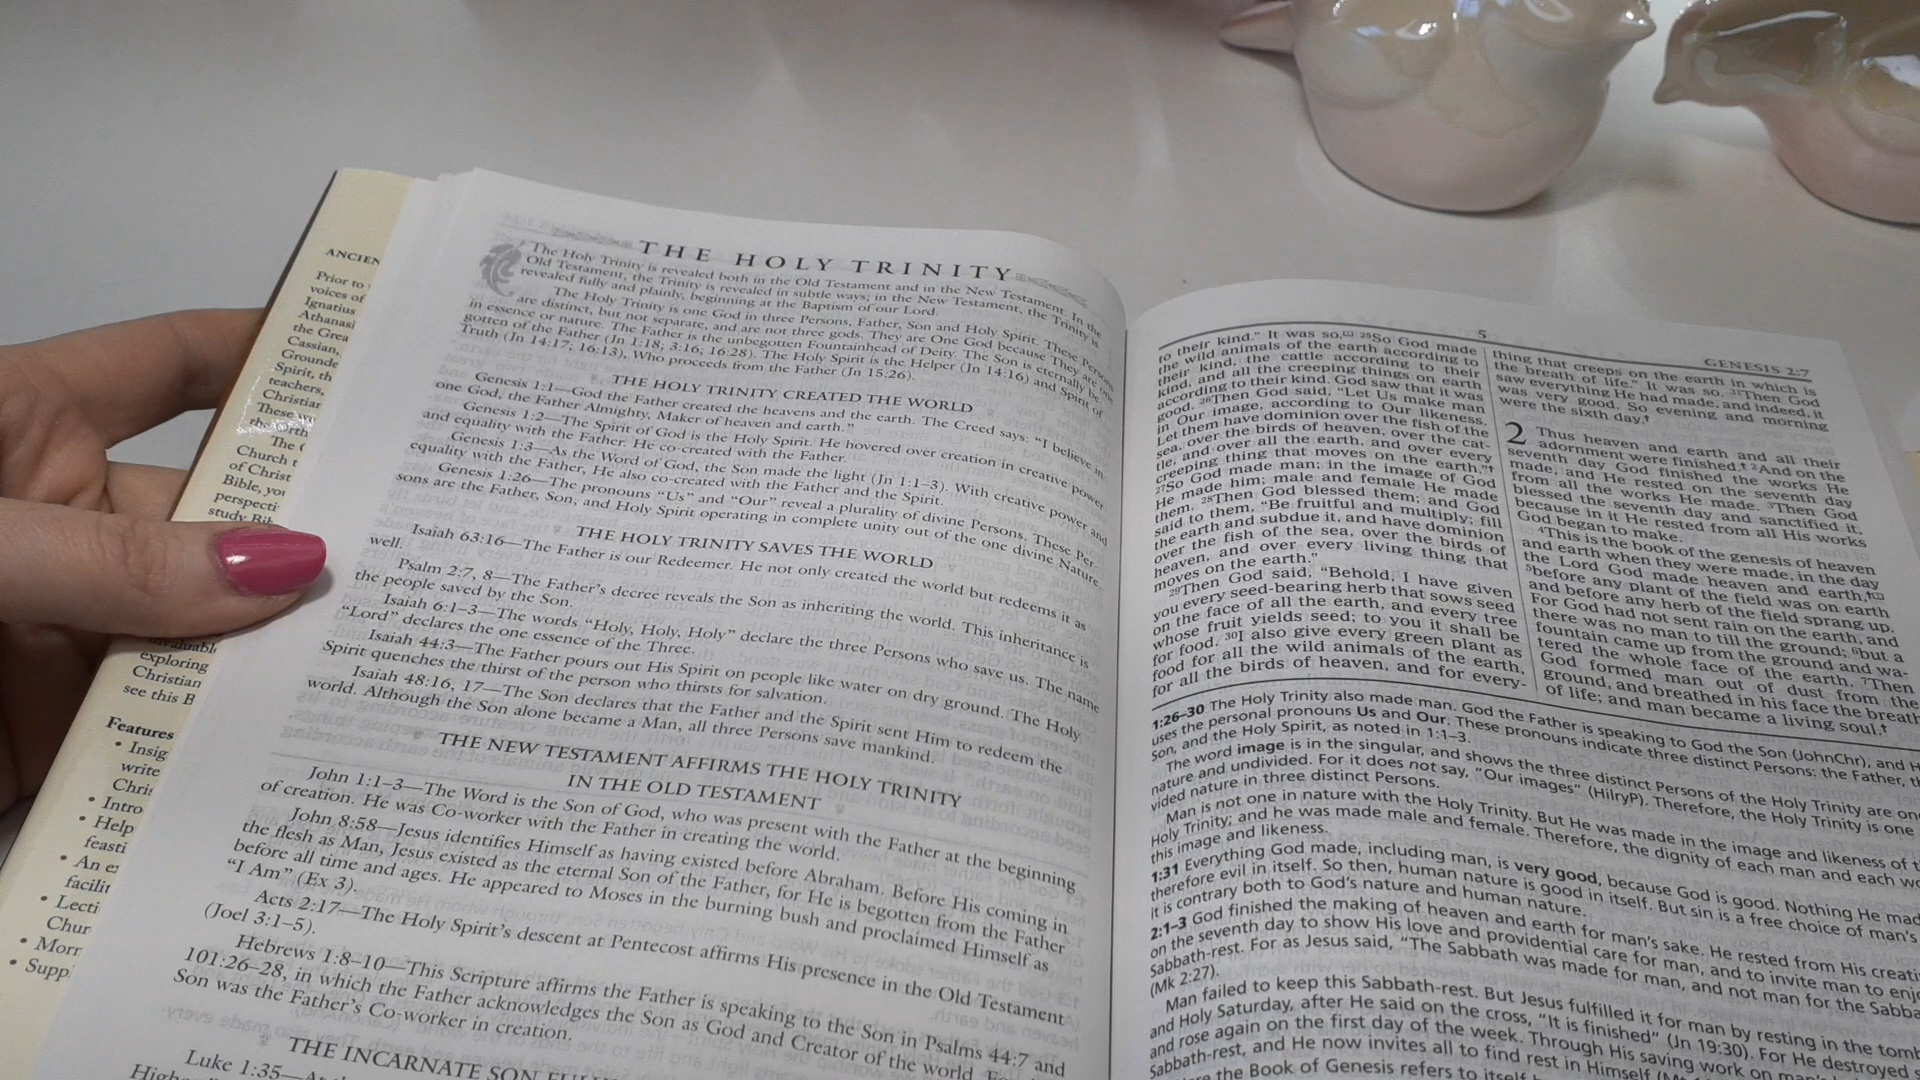 ANCIEN
Prior to
voices of
Ignatius
Athanasi
the Grea
Cassian,
Grounde
Spirit, th
teachers,
Christian
These
the
The C
Church t
of Christ
Bible, you
perspecti
study Bib
invaluable
exploring
Christian
see this B
Features
• Insig
write
Chris
• Intro
• Help
feasti
• An ex
facilit
• Lecti
Chur
• Morn
• Supp
THE HOLY TRINITY
The Holy Trinity is revealed both in the Old Testament and in the New Testament. In the
Old Testament, the Trinity is revealed in subtle ways; in the New Testament, the Trinity is
revealed fully and plainly, beginning at the Baptism of our Lord.
The Holy Trinity is one God in three Persons, Father, Son and Holy Spirit. These Persons
are distinct, but not separate, and are not three gods. They are One God because They are one
in essence or nature. The Father is the unbegotten Fountainhead of Deity. The Son is eternally be-
gotten of the Father (Jn 1:18; 3:16; 16:28). The Holy Spirit is the Helper (Jn 14:16) and Spirit of
Truth (Jn 14:17; 16:13), Who proceeds from the Father (Jn 15:26).
THE HOLY TRINITY CREATED THE WORLD
Genesis 1:1—God the Father created the heavens and the earth. The Creed says: “I believe in
one God, the Father Almighty, Maker of heaven and earth.”
Genesis 1:2—The Spirit of God is the Holy Spirit. He hovered over creation in creative power
and equality with the Father. He co-created with the Father.
Genesis 1:3—As the Word of God, the Son made the light (Jn 1:1–3). With creative power and
equality with the Father, He also co-created with the Father and the Spirit.
Genesis 1:26—The pronouns “Us” and “Our” reveal a plurality of divine Persons. These Per-
sons are the Father, Son, and Holy Spirit operating in complete unity out of the one divine Nature.
THE HOLY TRINITY SAVES THE WORLD
Isaiah 63:16—The Father is our Redeemer. He not only created the world but redeems it as
well.
Psalm 2:7, 8—The Father’s decree reveals the Son as inheriting the world. This inheritance is
the people saved by the Son.
Isaiah 6:1–3—The words “Holy, Holy, Holy” declare the three Persons who save us. The name
“Lord” declares the one essence of the Three.
Isaiah 44:3—The Father pours out His Spirit on people like water on dry ground. The Holy
Spirit quenches the thirst of the person who thirsts for salvation.
Isaiah 48:16, 17—The Son declares that the Father and the Spirit sent Him to redeem the
world. Although the Son alone became a Man, all three Persons save mankind.
THE NEW TESTAMENT AFFIRMS THE HOLY TRINITY
IN THE OLD TESTAMENT
John 1:1–3—The Word is the Son of God, who was present with the Father at the beginning
of creation. He was Co-worker with the Father in creating the world.
John 8:58—Jesus identifies Himself as having existed before Abraham. Before His coming in
the flesh as Man, Jesus existed as the eternal Son of the Father, for He is begotten from the Father
before all time and ages. He appeared to Moses in the burning bush and proclaimed Himself as
“I Am” (Ex 3).
Acts 2:17—The Holy Spirit’s descent at Pentecost affirms His presence in the Old Testament
(Joel 3:1–5).
Hebrews 1:8–10—This Scripture affirms the Father is speaking to the Son in Psalms 44:7 and
101:26–28, in which the Father acknowledges the Son as God and Creator of the world.
Son was the Father’s Co-worker in creation.
THE INCARNATE SON
Luke 1:35—
5
GENESIS 2:7
to their kind.” It was so. 25So God made
the wild animals of the earth according to
their kind, the cattle according to their
kind, and all the creeping things on earth
according to their kind. God saw that it was
good. 26Then God said, “Let Us make man
in Our image, according to Our likeness.
Let them have dominion over the fish of the
sea, over the birds of heaven, over the cat-
tle, and over all the earth, and over every
creeping thing that moves on the earth.”†
27So God made man; in the image of God
He made him; male and female He made
them. 28Then God blessed them; and God
said to them, “Be fruitful and multiply; fill
the earth and subdue it, and have dominion
over the fish of the sea, over the birds of
heaven, and over every living thing that
moves on the earth.”
29Then God said, “Behold, I have given
you every seed-bearing herb that sows seed
on the face of all the earth, and every tree
whose fruit yields seed; to you it shall be
for food. 30I also give every green plant as
food for all the wild animals of the earth,
for all the birds of heaven, and for every-
thing that creeps on the earth in which is
the breath of life.” It was so. 31Then God
saw everything He had made, and indeed, it
was very good. So evening and morning
were the sixth day.†
2 Thus heaven and earth and all their
adornment were finished.† 2And on the
seventh day God finished the works He
made, and He rested on the seventh day
from all the works He made. 3Then God
blessed the seventh day and sanctified it,
because in it He rested from all His works
God began to make.
4This is the book of the genesis of heaven
and earth when they were made, in the day
the Lord God made heaven and earth,†
5before any plant of the field was on earth
and before any herb of the field sprang up.
For God had not sent rain on the earth, and
there was no man to till the ground; 6but a
fountain came up from the ground and wa-
tered the whole face of the earth. 7Then
God formed man out of dust from the
ground, and breathed in his face the breath
of life; and man became a living soul.†
1:26–30 The Holy Trinity also made man. God the Father is speaking to God the Son (JohnChr), and H
uses the personal pronouns Us and Our. These pronouns indicate three distinct Persons: the Father, t
Son, and the Holy Spirit, as noted in 1:1–3.
The word image is in the singular, and shows the three distinct Persons of the Holy Trinity are on
nature and undivided. For it does not say, “Our images” (HilryP). Therefore, the Holy Trinity is one
vided nature in three distinct Persons.
Man is not one in nature with the Holy Trinity. But He was made in the image and likeness of t
Holy Trinity; and he was made male and female. Therefore, the dignity of each man and each wo
this image and likeness.
1:31 Everything God made, including man, is very good, because God is good. Nothing He mad
therefore evil in itself. So then, human nature is good in itself. But sin is a free choice of man’s
it is contrary both to God’s nature and human nature.
2:1–3 God finished the making of heaven and earth for man’s sake. He rested from His creati
on the seventh day to show His love and providential care for man, and to invite man to enjo
Sabbath-rest. For as Jesus said, “The Sabbath was made for man, and not man for the Sabba
(Mk 2:27).
Man failed to keep this Sabbath-rest. But Jesus fulfilled it for man by resting in the tomb
and Holy Saturday, after He said on the cross, “It is finished” (Jn 19:30). For He destroyed
and rose again on the first day of the week. Through His saving work on man’s
Sabbath-rest, and He now invites all to find rest in Himself
the Book of Genesis refers to itself